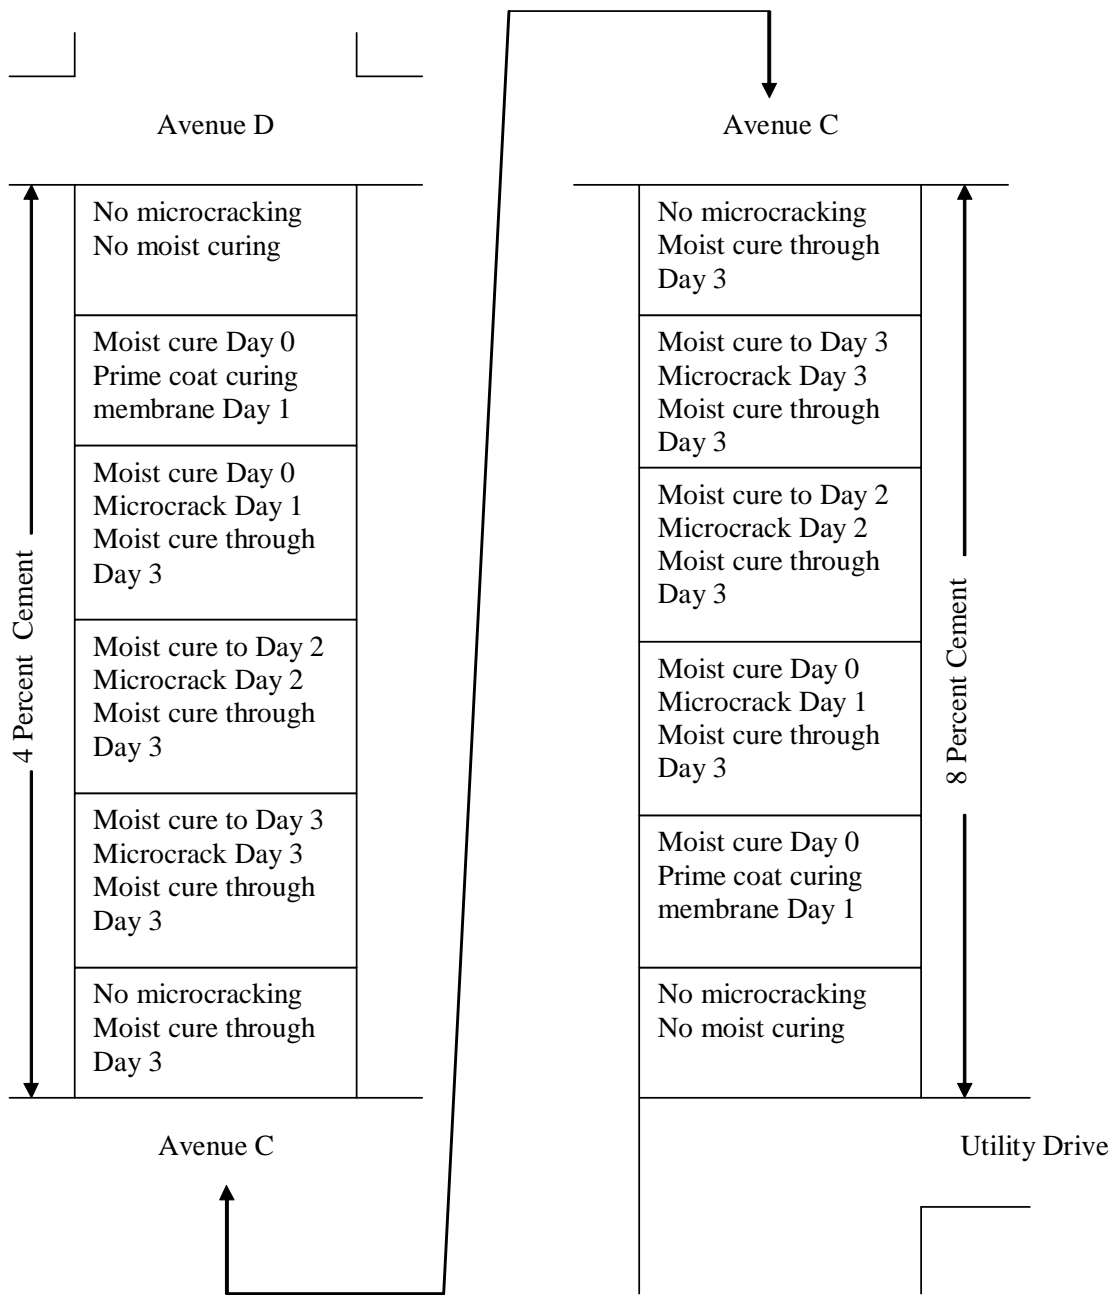 Avenue D
No microcracking
No moist curing
Moist cure Day 0
Prime coat curing
membrane Day 1
Moist cure Day 0
Microcrack Day 1
Moist cure through
Day 3
Moist cure to Day 2
Microcrack Day 2
Moist cure through
Day 3
Moist cure to Day 3
Microcrack Day 3
Moist cure through
Day 3
No microcracking
Moist cure through
Day 3
4 Percent Cement
Avenue C
Avenue C
No microcracking
Moist cure through
Day 3
Moist cure to Day 3
Microcrack Day 3
Moist cure through
Day 3
Moist cure to Day 2
Microcrack Day 2
Moist cure through
Day 3
Moist cure Day 0
Microcrack Day 1
Moist cure through
Day 3
Moist cure Day 0
Prime coat curing
membrane Day 1
No microcracking
No moist curing
8 Percent Cement
Utility Drive